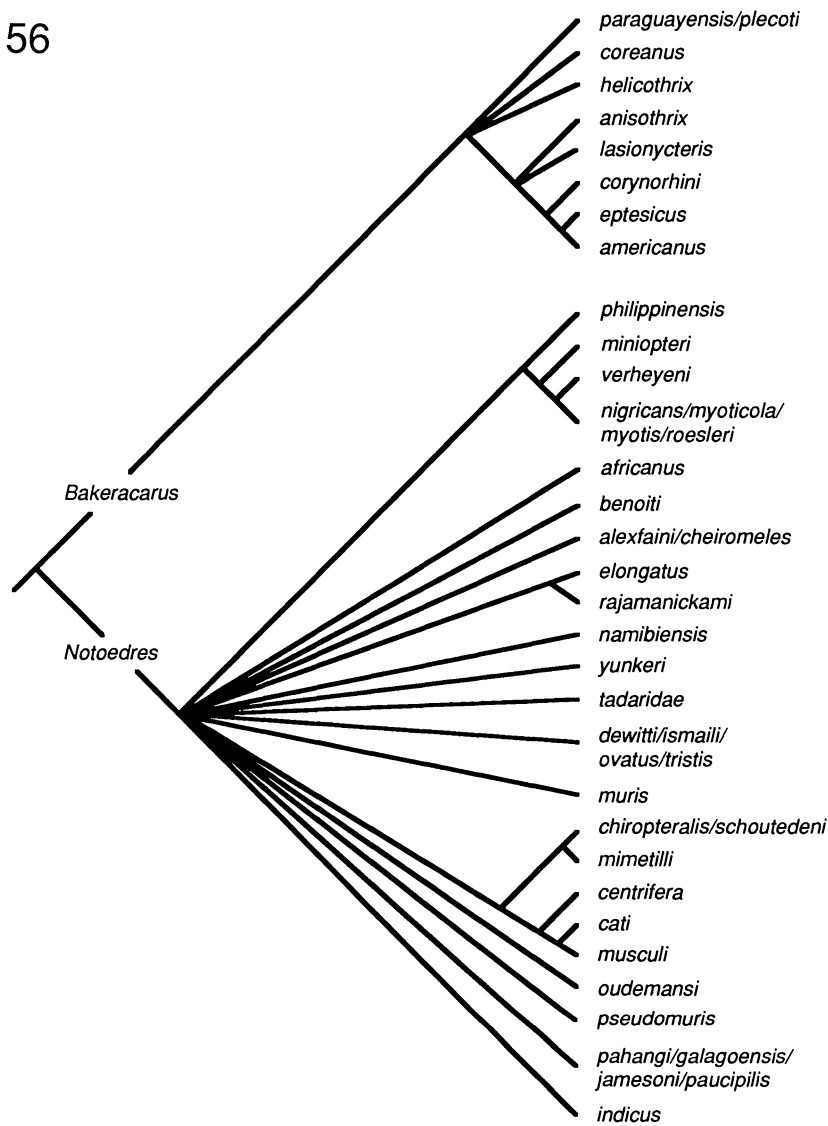 56
paraguayensis/plecoti
coreanus
helicothrix
anisothrix
lasionycteris
corynorhini
eptesicus
americanus
philippinensis
miniopteri
verheyeni
nigricans/myoticola/
myotis/roesleri
Bakeracarus
africanus
benoiti
alexfaini/cheiromeles
elongatus
rajamanickami
namibiensis
Notoedres
yunkeri
tadaridae
dewitti/ismaili/
ovatus/tristis
muris
chiropteralis/schoutedeni
mimetilli
centrifera
cati
musculi
oudemansi
pseudomuris
pahangi/galagoensis/
jamesoni/paucipilis
indicus